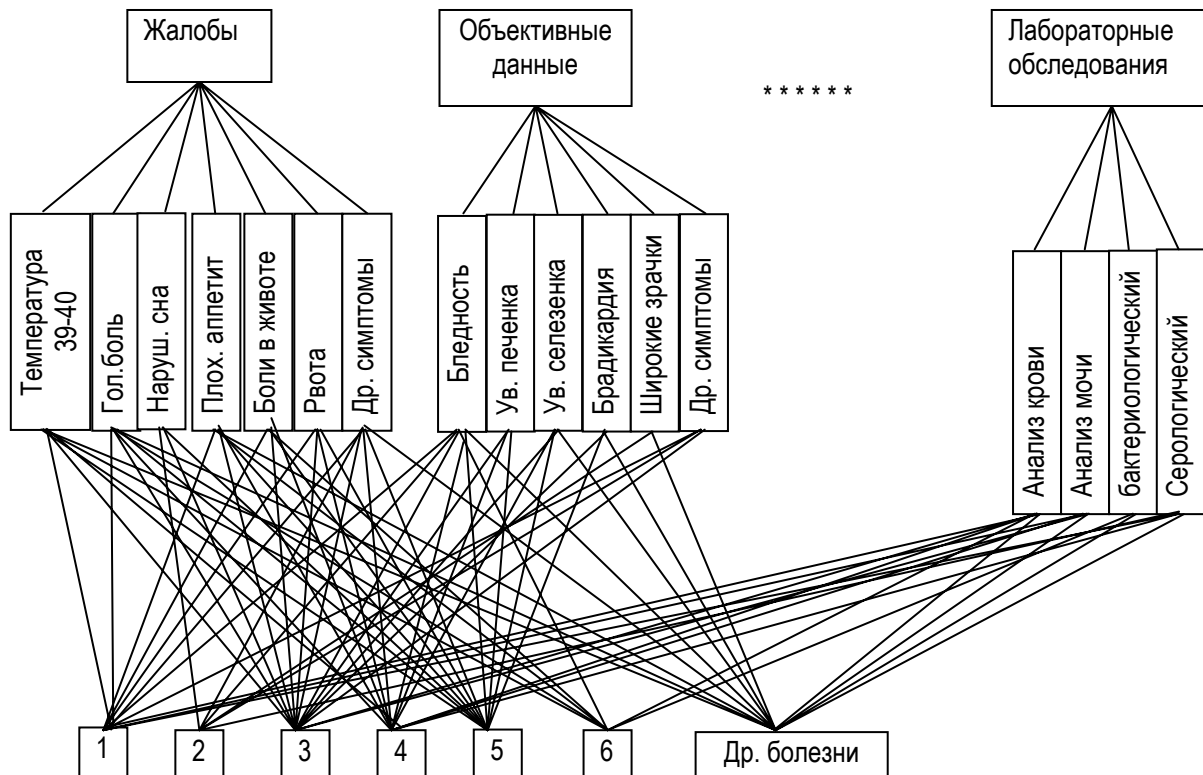 Жалобы
Объективные
данные
* * * * * *
Лабораторные
обследования
Температура
39-40
Гол.боль
Наруш. сна
Плох. аппетит
Боли в животе
Рвота
Др. симптомы
Бледность
Ув. печенка
Ув. селезенка
Брадикардия
Широкие зрачки
Др. симптомы
Анализ крови
Анализ мочи
бактериологический
Серологический
1
2
3
4
5
6
Др. болезни